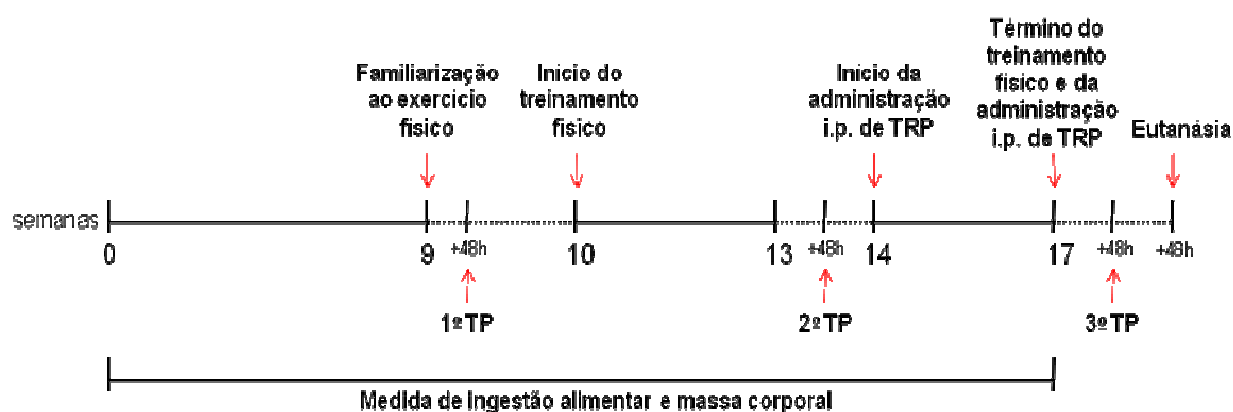 Familiarização
ao exercício
físico
Início do
treinamento
físico
Início da
administração
i.p. de TRP
Término do
treinamento
físico e da
administração
i.p. de TRP
Eutanásia
semanas
0
9
+48h
10
13
+48h
14
17
+48h
+48h
1º TP
2º TP
3º TP
Medida de ingestão alimentar e massa corporal